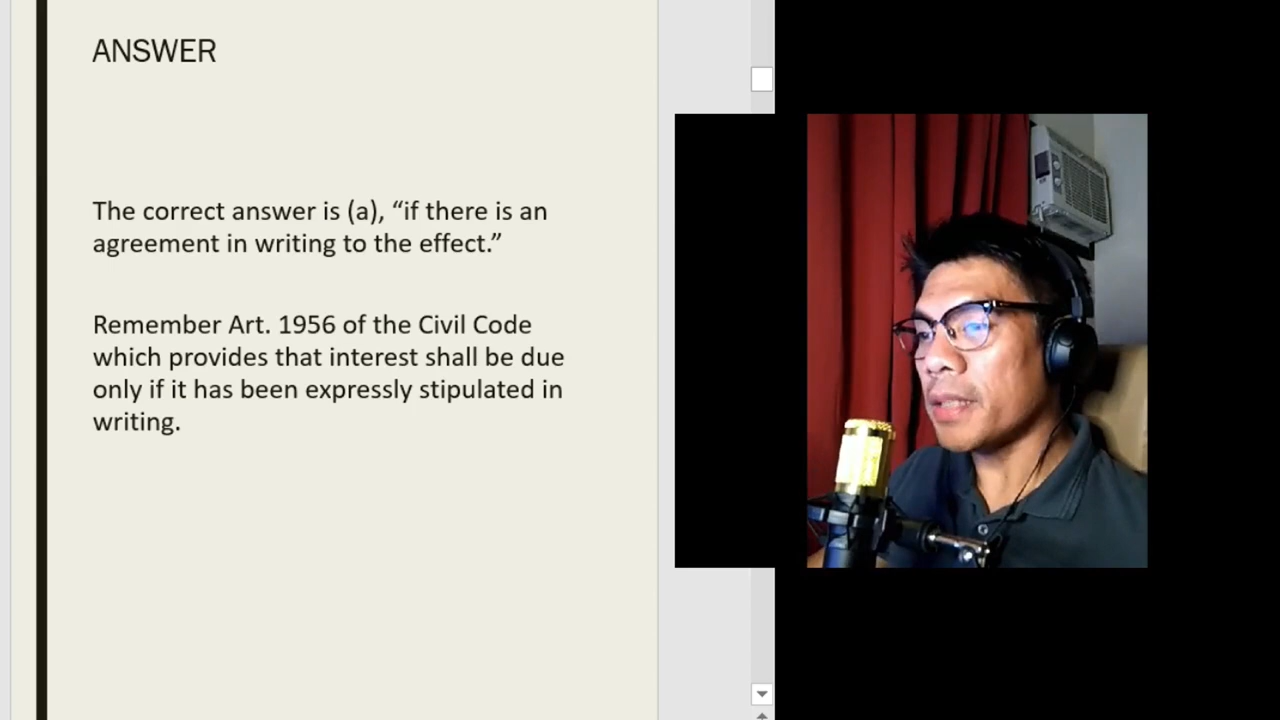 ANSWER
The correct answer is (a), “if there is an
agreement in writing to the effect.”
Remember Art. 1956 of the Civil Code
which provides that interest shall be due
only if it has been expressly stipulated in
writing.